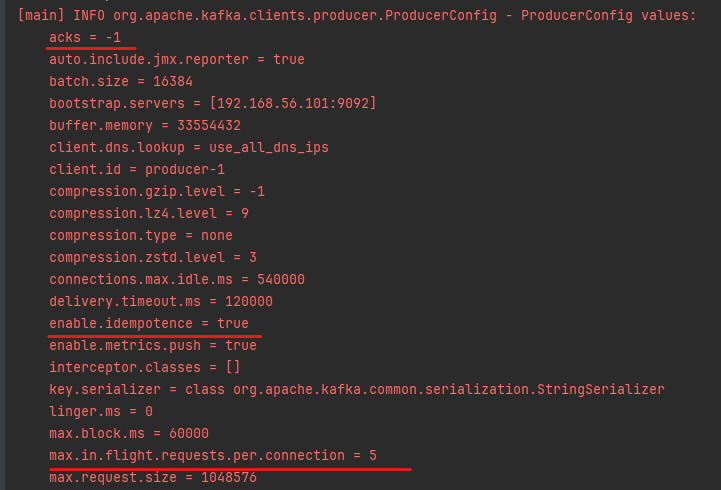 [main] INFO org.apache.kafka.clients.producer.ProducerConfig - ProducerConfig values:
acks = -1
auto.include.jmx.reporter = true
batch.size = 16384
bootstrap.servers = [192.168.56.101:9092]
buffer.memory = 33554432
client.dns.lookup = use_all_dns_ips
client.id = producer-1
compression.gzip.level = -1
compression.lz4.level = 9
compression.type = none
compression.zstd.level = 3
connections.max.idle.ms = 540000
delivery.timeout.ms = 120000
enable.idempotence = true
enable.metrics.push = true
interceptor.classes = []
key.serializer = class org.apache.kafka.common.serialization.StringSerializer
linger.ms = 0
max.block.ms = 60000
max.in.flight.requests.per.connection = 5
max.request.size = 1048576